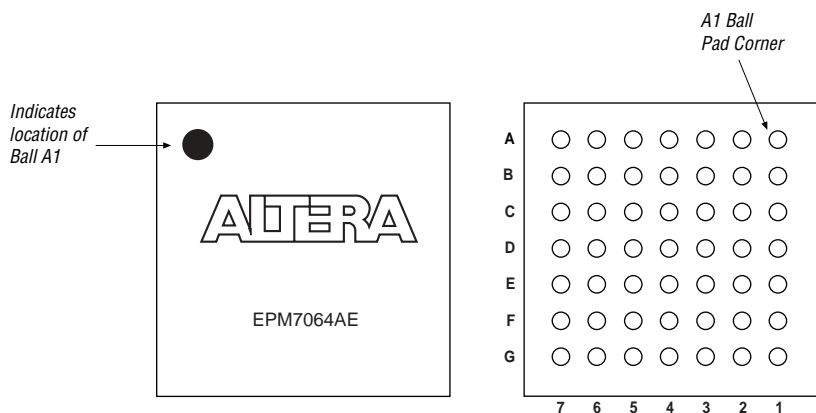 A1 Ball
Pad Corner
Indicates
location of
Ball A1
ALTERA
EPM7064AE
A
B
C
D
E
F
G
7 6 5 4 3 2 1